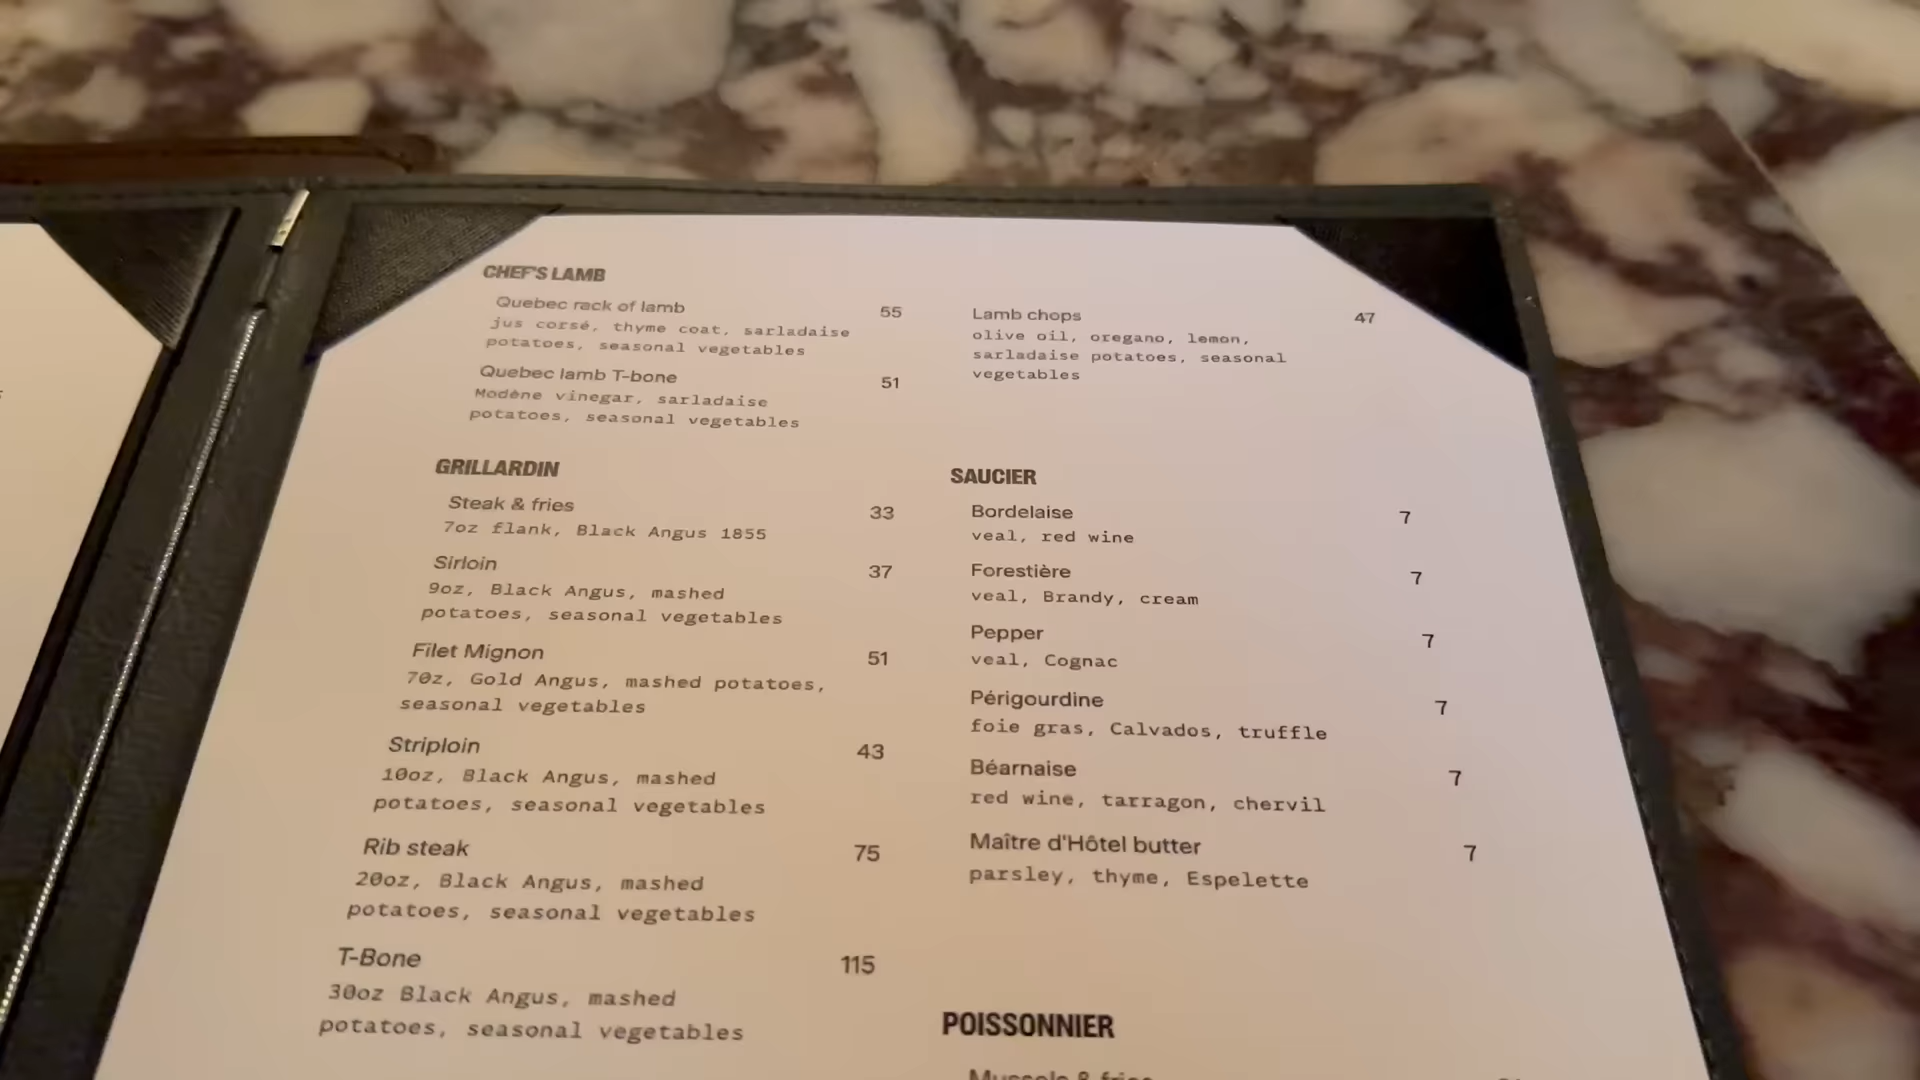 CHEF'S LAMB
Quebec rack of lamb 55
jus corsé, thyme coat, sarladaise
potatoes, seasonal vegetables
Quebec lamb T-bone 51
Modène vinegar, sarladaise
potatoes, seasonal vegetables
Lamb chops 47
olive oil, oregano, lemon,
sarladaise potatoes, seasonal
vegetables
GRILLARDIN
Steak & fries 33
7oz flank, Black Angus 1855
Sirloin 37
9oz, Black Angus, mashed
potatoes, seasonal vegetables
Filet Mignon 51
7oz, Gold Angus, mashed potatoes,
seasonal vegetables
Striploin 43
10oz, Black Angus, mashed
potatoes, seasonal vegetables
Rib steak 75
20oz, Black Angus, mashed
potatoes, seasonal vegetables
T-Bone 115
30oz Black Angus, mashed
potatoes, seasonal vegetables
SAUCIER
Bordelaise 7
veal, red wine
Forestière 7
veal, Brandy, cream
Pepper 7
veal, Cognac
Périgourdine 7
foie gras, Calvados, truffle
Béarnaise 7
red wine, tarragon, chervil
Maître d'Hôtel butter 7
parsley, thyme, Espelette
POISSONNIER
Mussels & fries